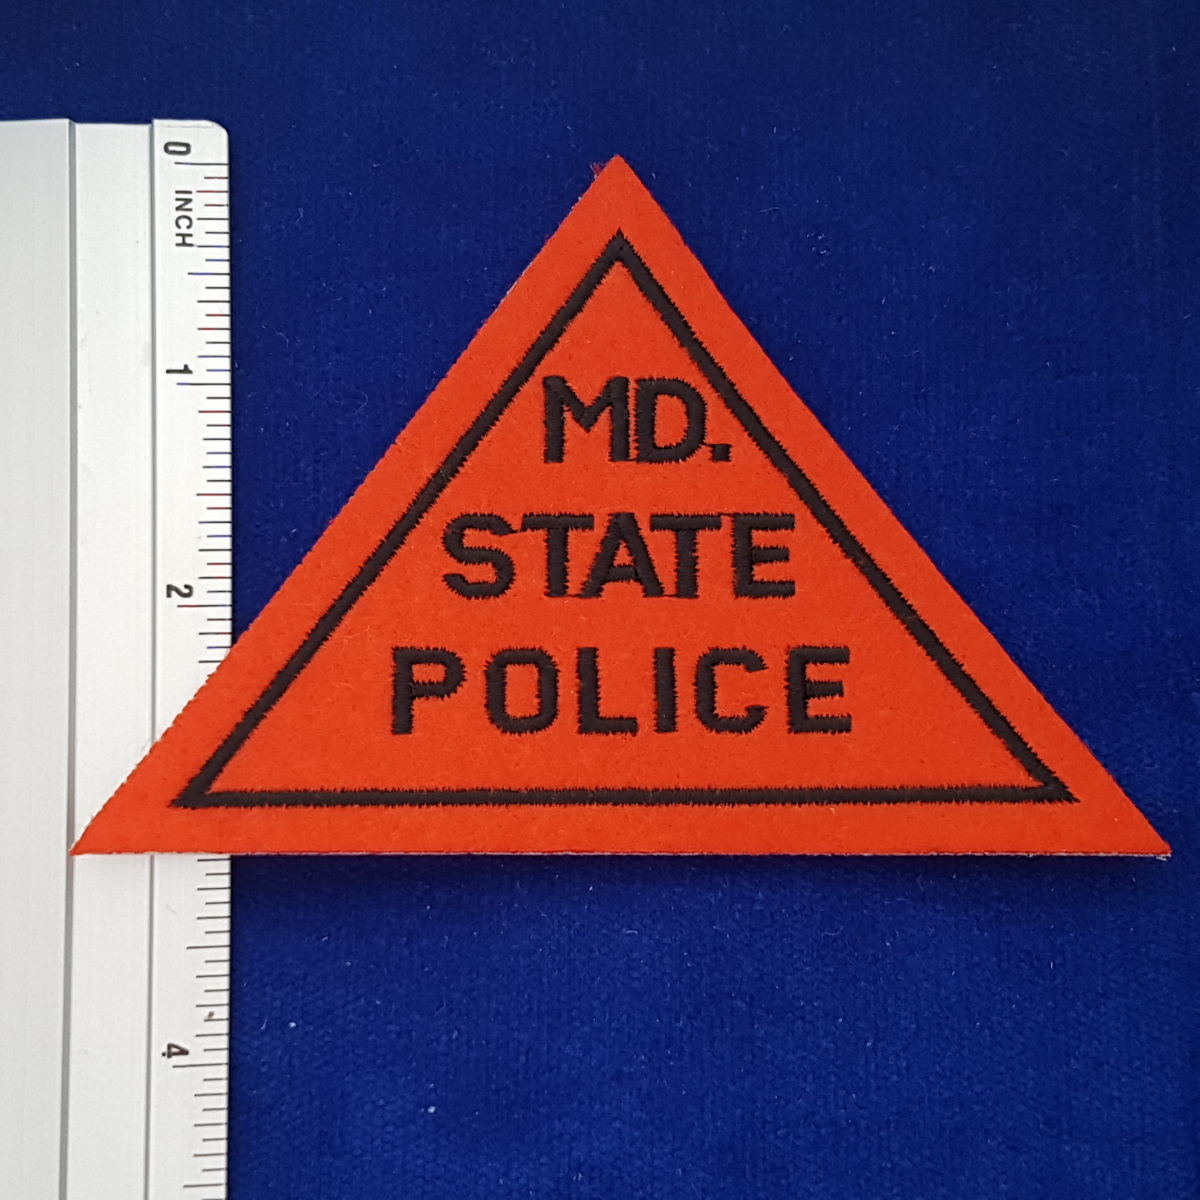 0
INCH
1
2
4
MD.
STATE
POLICE